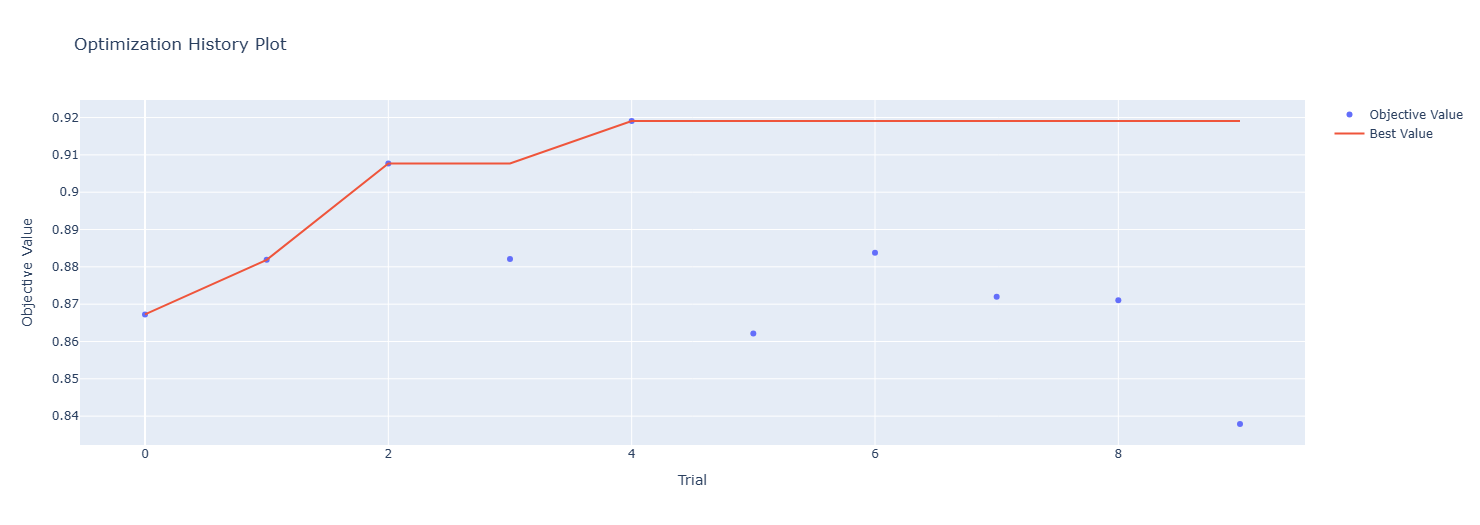 Optimization History Plot
Objective Value
Best Value
0.92
0.91
0.9
0.89
0.88
0.87
0.86
0.85
0.84
Objective Value
0 2 4 6 8
Trial